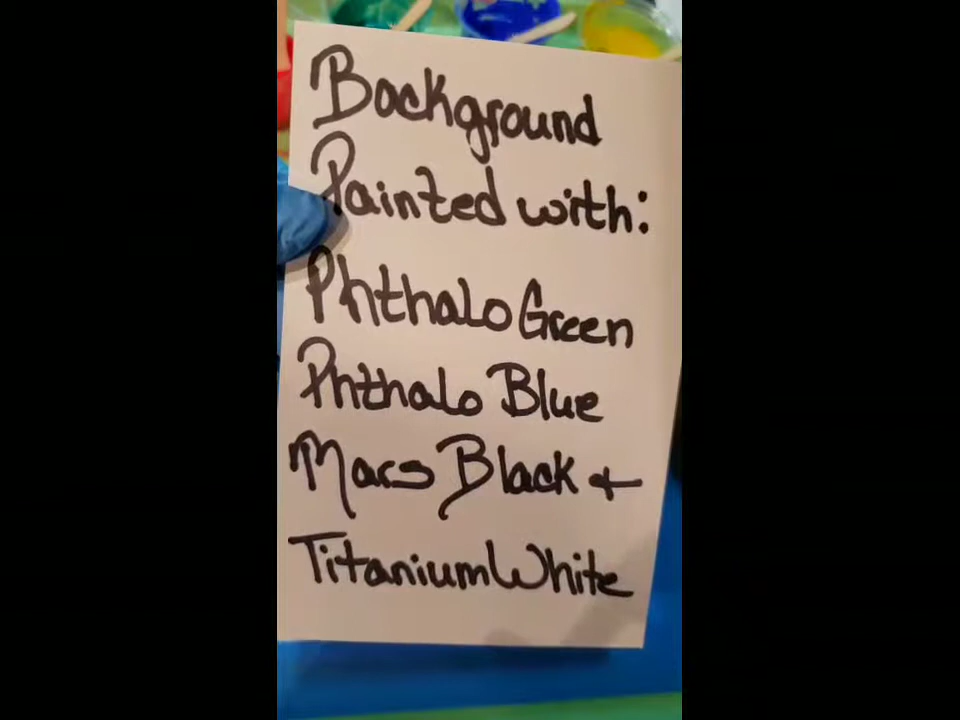 Background
Painted with:
Phthalo Green
Phthalo Blue
Mars Black +
Titanium White